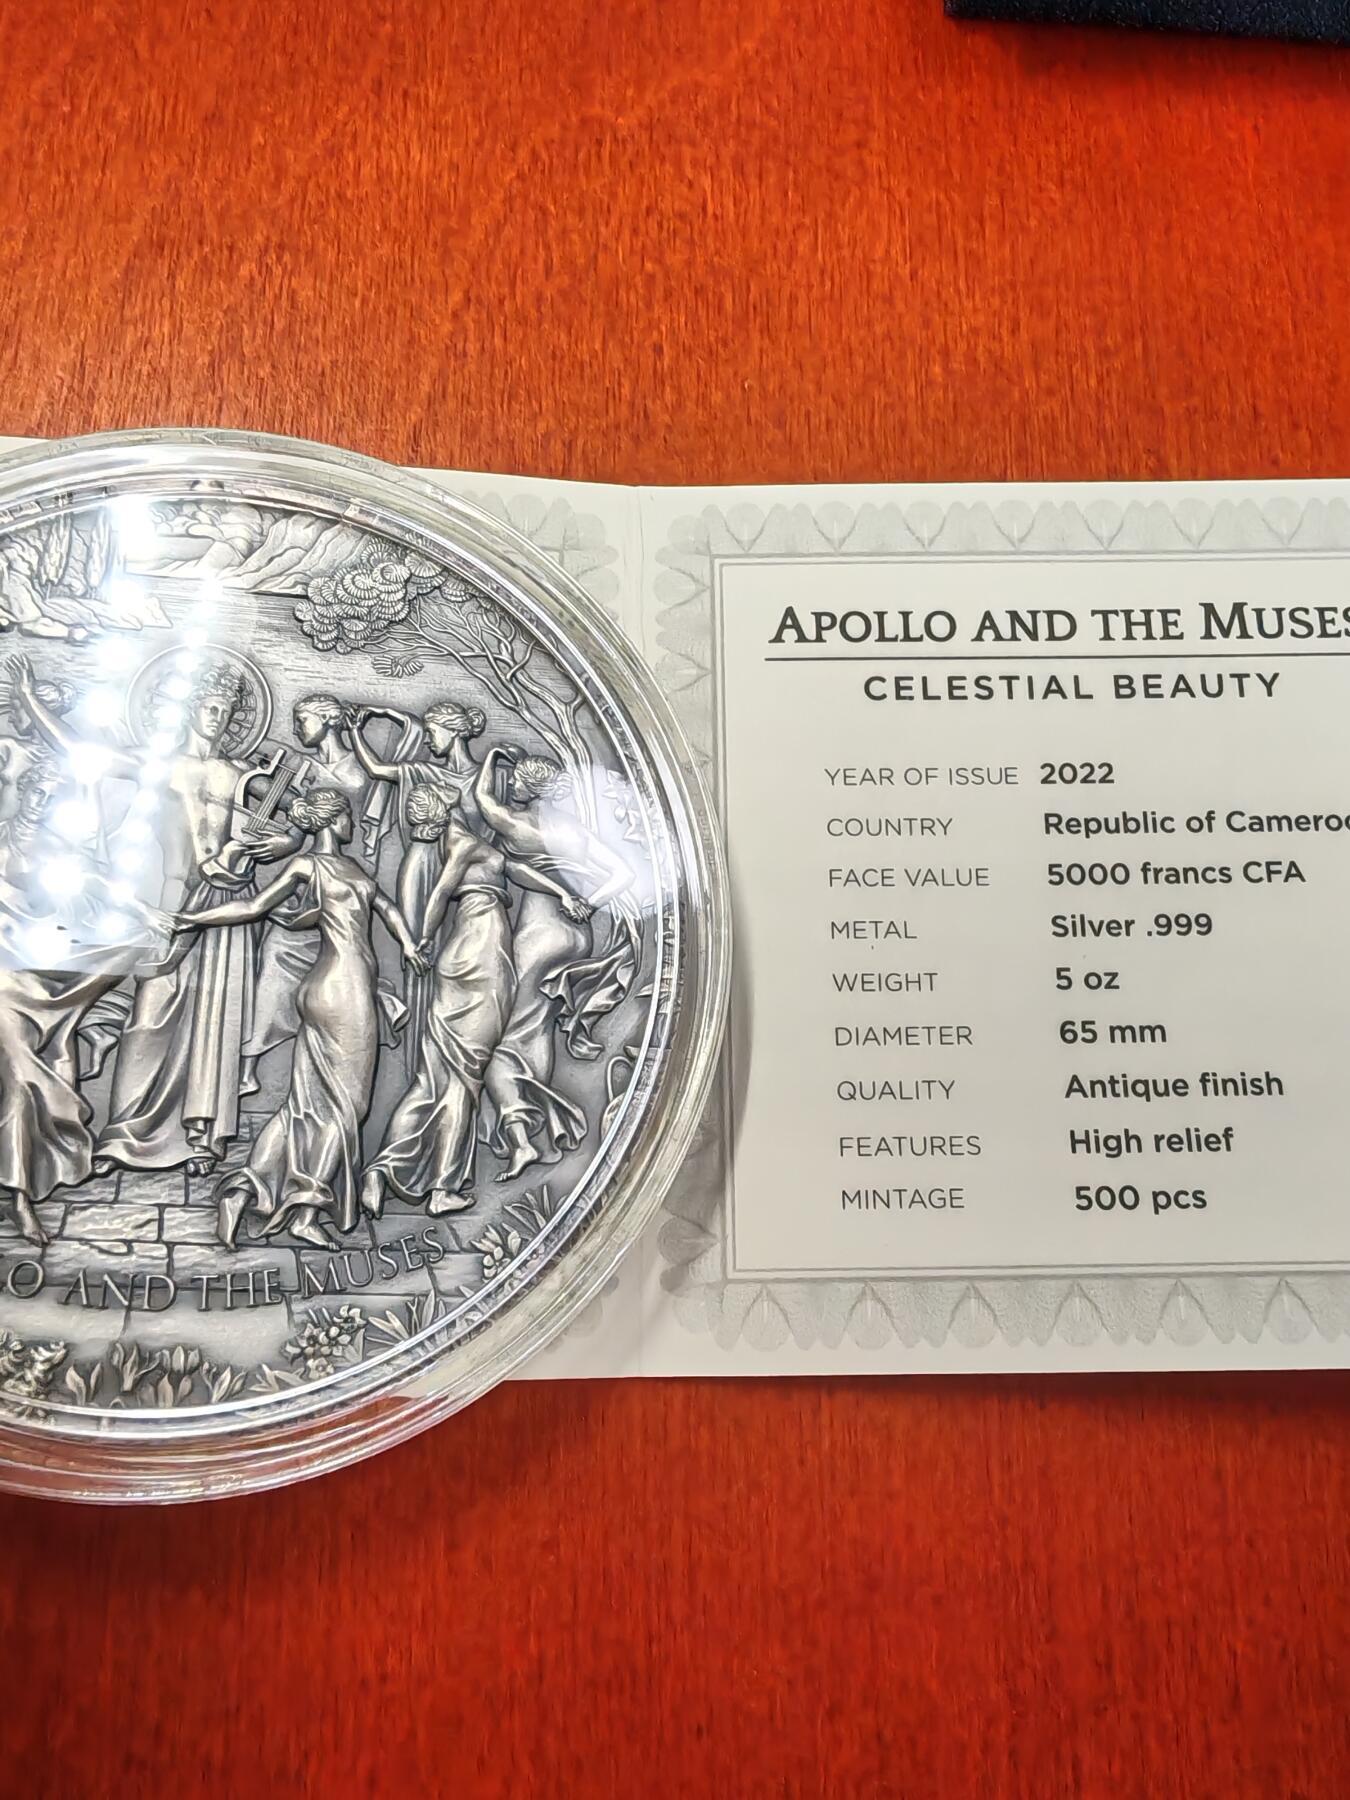 APOLLO AND THE MUSES
CELESTIAL BEAUTY
YEAR OF ISSUE 2022
COUNTRY Republic of Cameroo
FACE VALUE 5000 francs CFA
METAL Silver .999
WEIGHT 5 oz
DIAMETER 65 mm
QUALITY Antique finish
FEATURES High relief
MINTAGE 500 pcs
LO AND THE MUSES